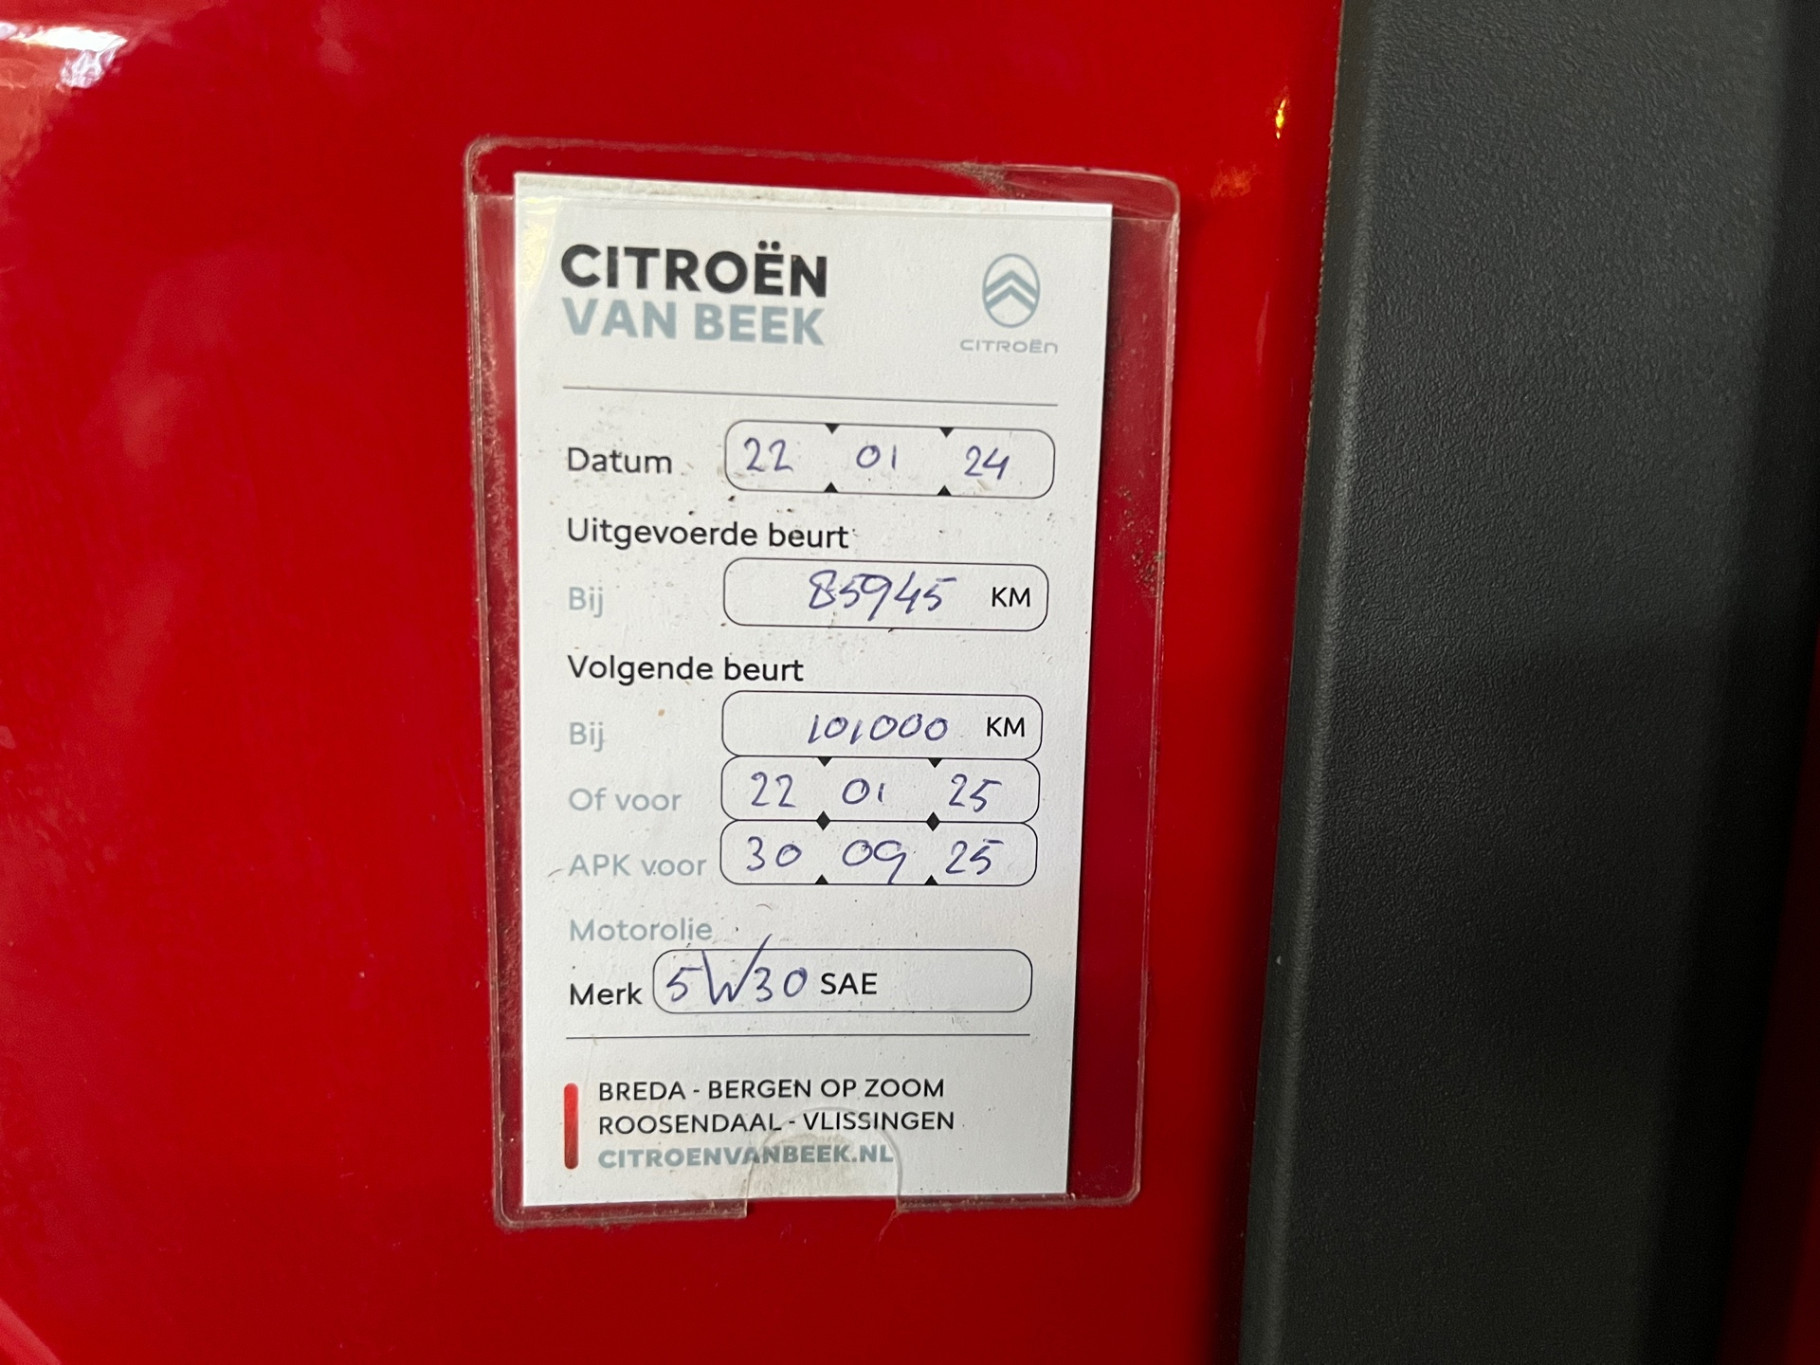 CITROËN
VAN BEEK
CITROËN
Datum 22 01 24
Uitgevoerde beurt
Bij 85945 KM
Volgende beurt
Bij 101000 KM
Of voor 22 01 25
APK voor 30 09 25
Motorolie
Merk 5W30 SAE
BREDA - BERGEN OP ZOOM
ROOSENDAAL - VLISSINGEN
CITROENVANBEEK.NL